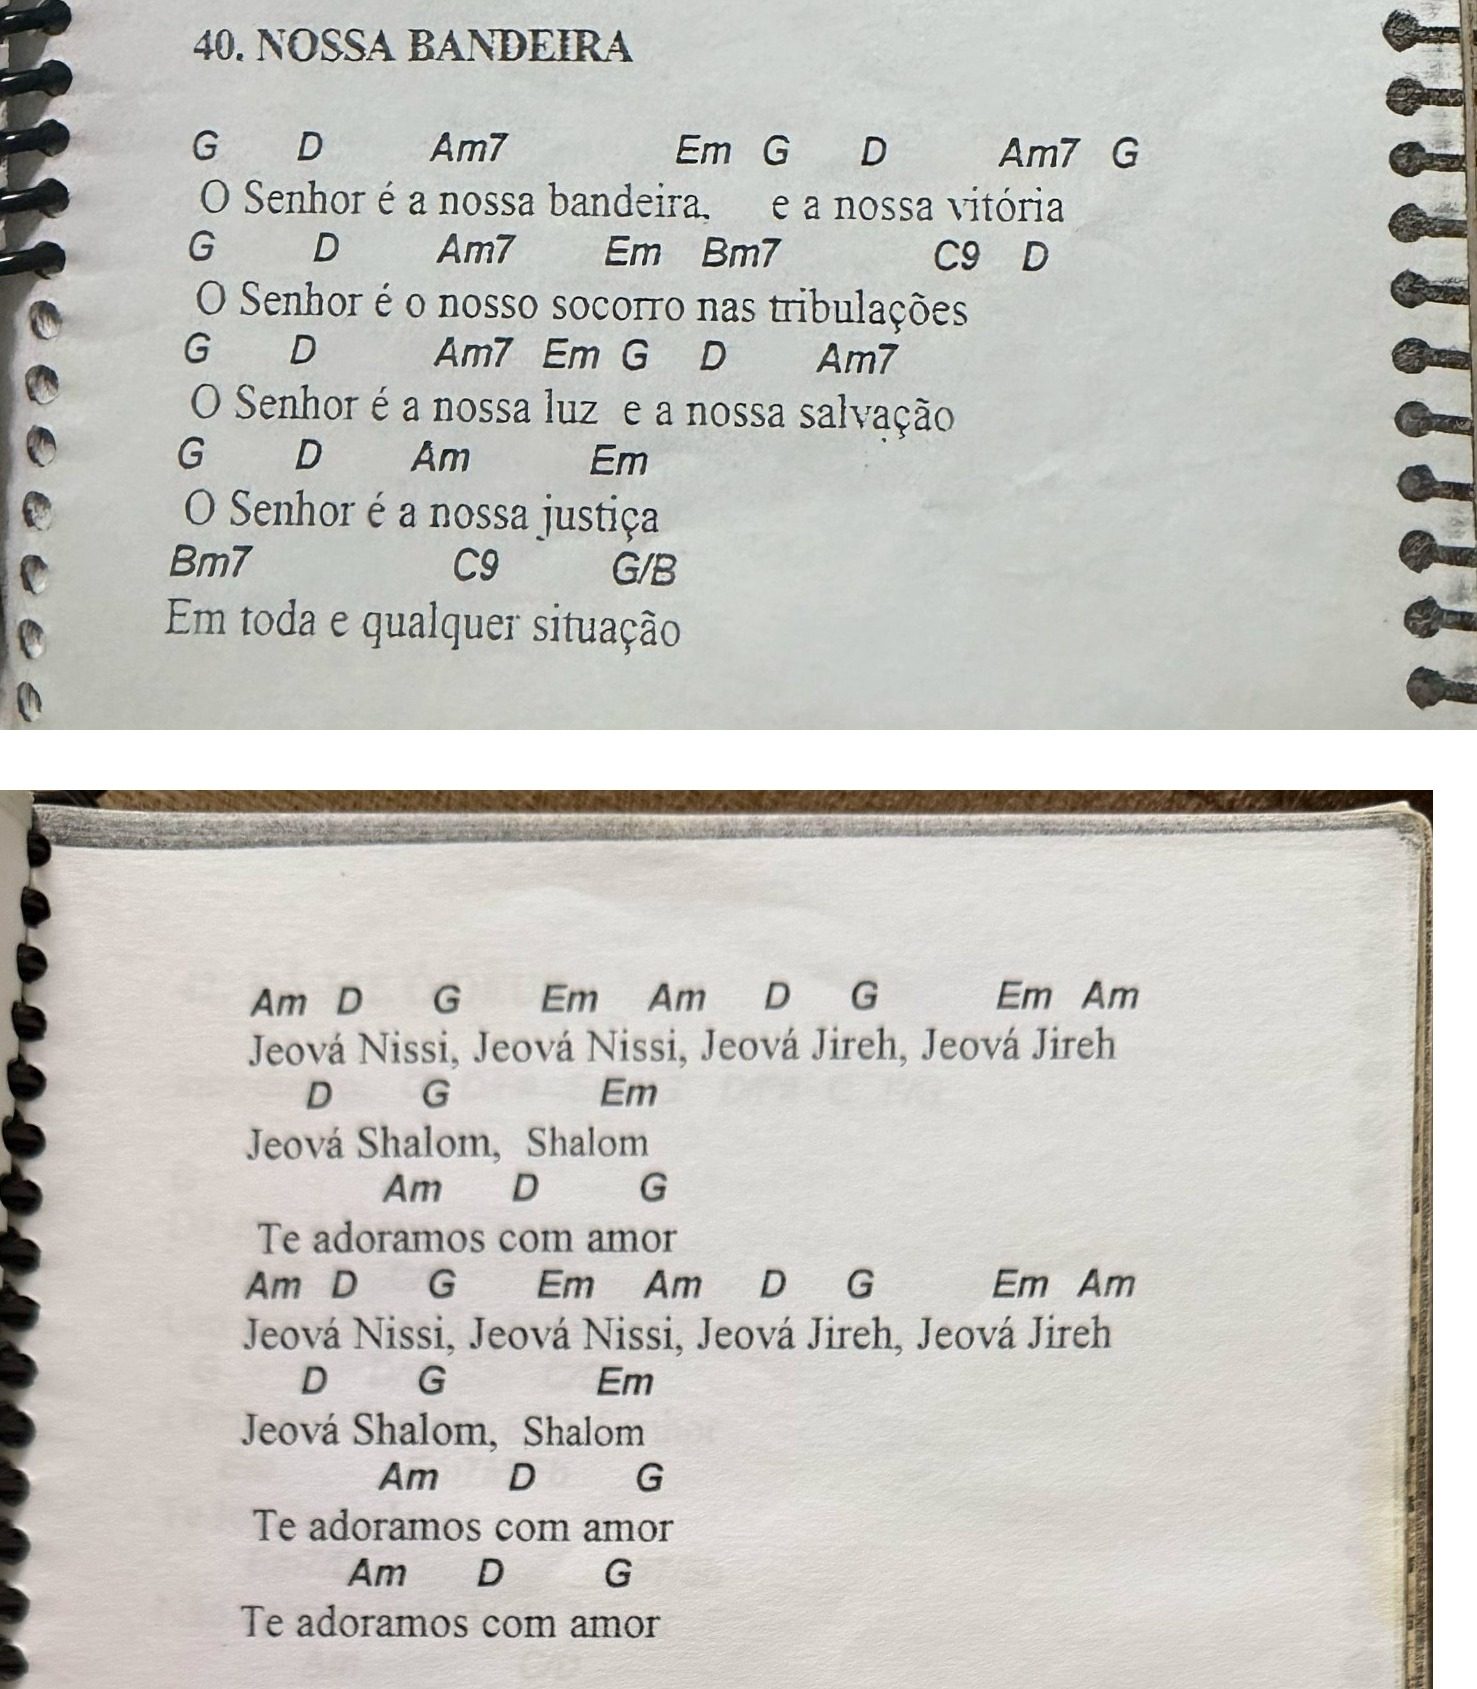 40. NOSSA BANDEIRA
G D Am7 Em G D Am7 G
O Senhor é a nossa bandeira, e a nossa vitória
G D Am7 Em Bm7 C9 D
O Senhor é o nosso socorro nas tribulações
G D Am7 Em G D Am7
O Senhor é a nossa luz e a nossa salvação
G D Am Em
O Senhor é a nossa justiça
Bm7 C9 G/B
Em toda e qualquer situação
Am D G Em Am D G Em Am
Jeová Nissi, Jeová Nissi, Jeová Jireh, Jeová Jireh
D G Em
Jeová Shalom, Shalom
Am D G
Te adoramos com amor
Am D G Em Am D G Em Am
Jeová Nissi, Jeová Nissi, Jeová Jireh, Jeová Jireh
D G Em
Jeová Shalom, Shalom
Am D G
Te adoramos com amor
Am D G
Te adoramos com amor